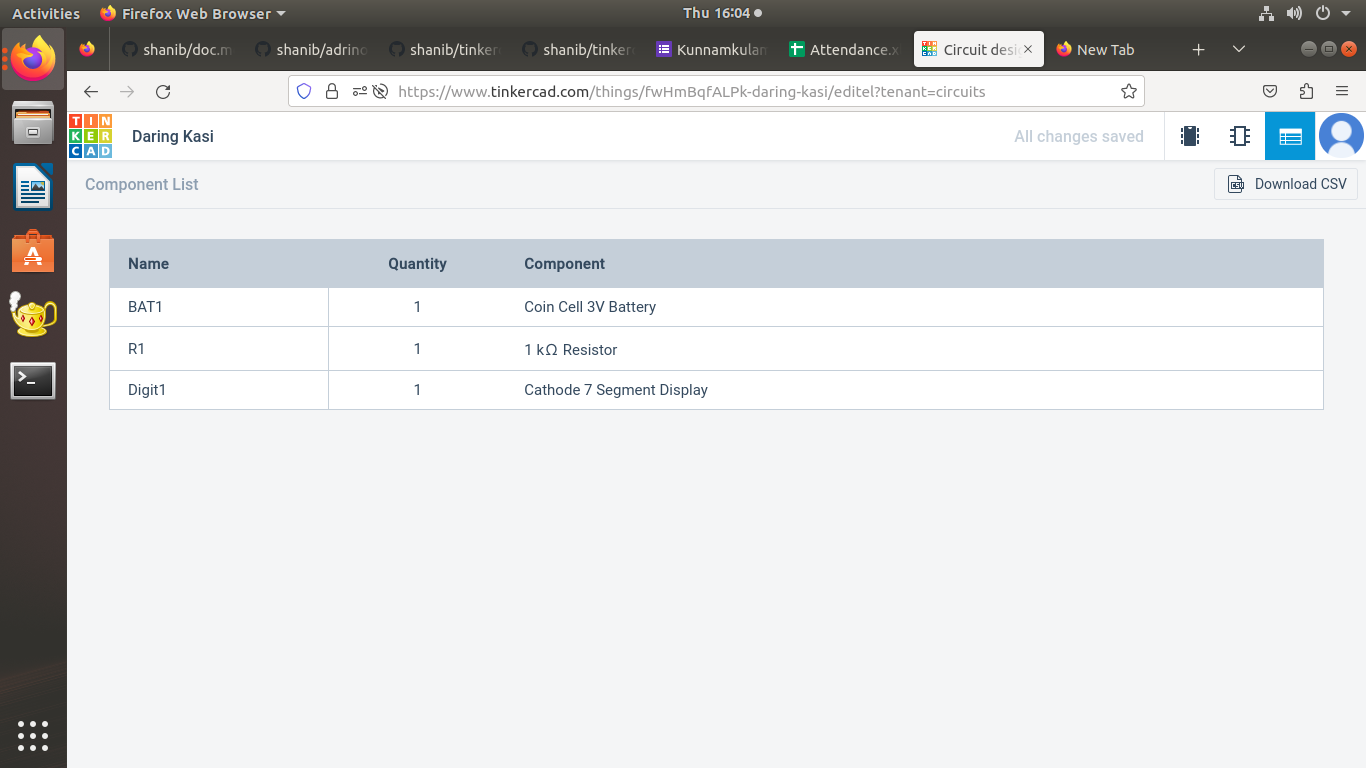 Activities Firefox Web Browser Thu 16:04
shanib/doc.m shanib/adrino shanib/tinker shanib/tinker Kunnamkulan Attendance.x Circuit desi New Tab
https://www.tinkercad.com/things/fwHmBqfALPk-daring-kasi/editel?tenant=circuits
TIN
KER
CAD
Daring Kasi All changes saved
Component List Download CSV
Name Quantity Component
BAT1 1 Coin Cell 3V Battery
R1 1 1 kΩ Resistor
Digit1 1 Cathode 7 Segment Display